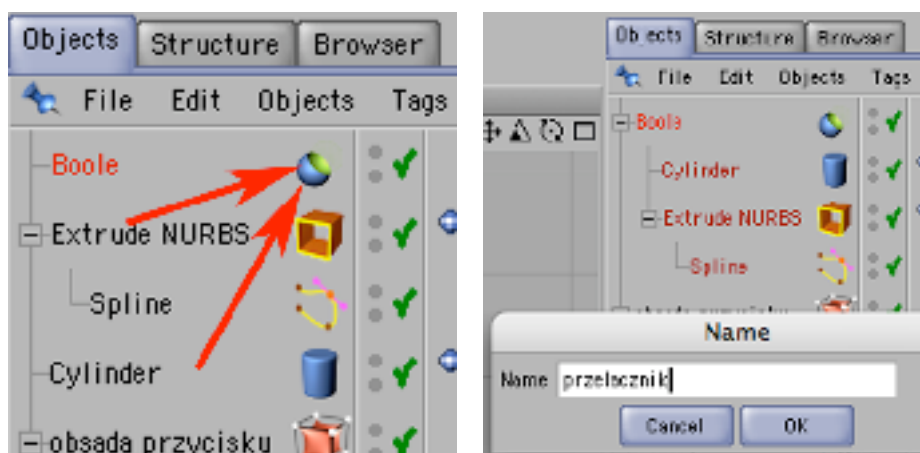 Objects Structure Browser
File Edit Objects Tags
Boole
Extrude NURBS
Spline
Cylinder
obsada przycisku
Objects Structure Browser
File Edit Objects Tags
Boole
Cylinder
Extrude NURBS
Spline
Name
Name przelacznik
Cancel OK